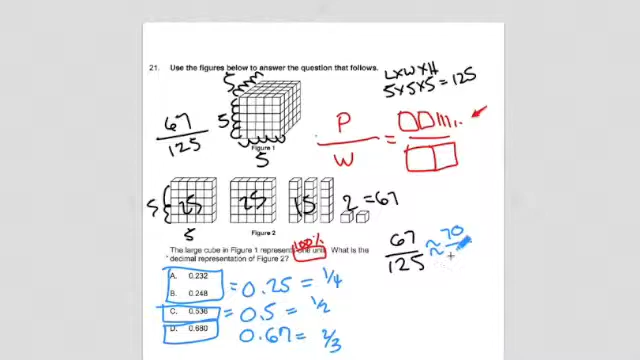 21. Use the figures below to answer the question that follows.
L×W×H
5×5×5=125
5
5
5
67
125
Figure 1
P
W
=
5
5
25
25
15
2 = 67
Figure 2
The large cube in Figure 1 represents one unit. What is the
decimal representation of Figure 2?
100%
A. 0.232
B. 0.248
= 0.25 = 1/4
C. 0.536
= 0.5 = 1/2
D. 0.680
0.67 = 2/3
67
125
≈ 70